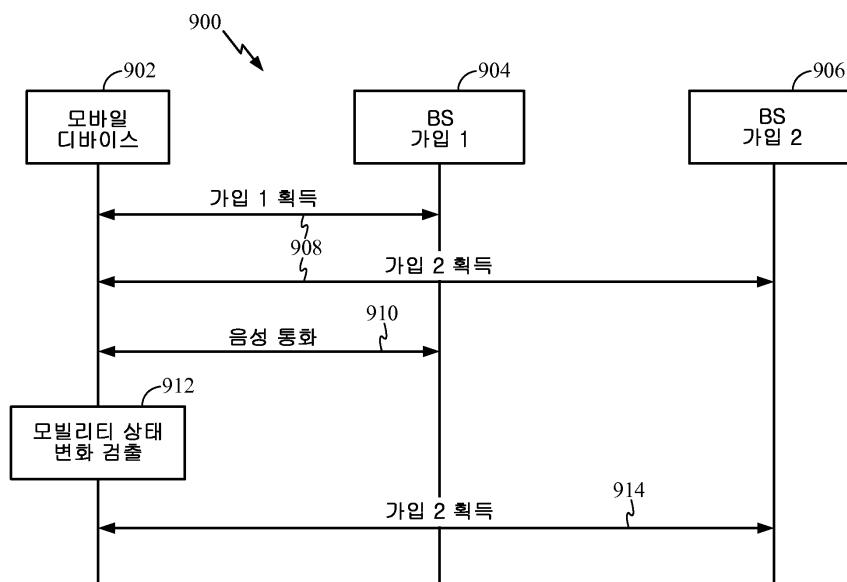 900
902
904
906
모바일
디바이스
BS
가입 1
BS
가입 2
가입 1 획득
908
가입 2 획득
음성 통화
910
912
모빌리티 상태
변화 검출
가입 2 획득
914